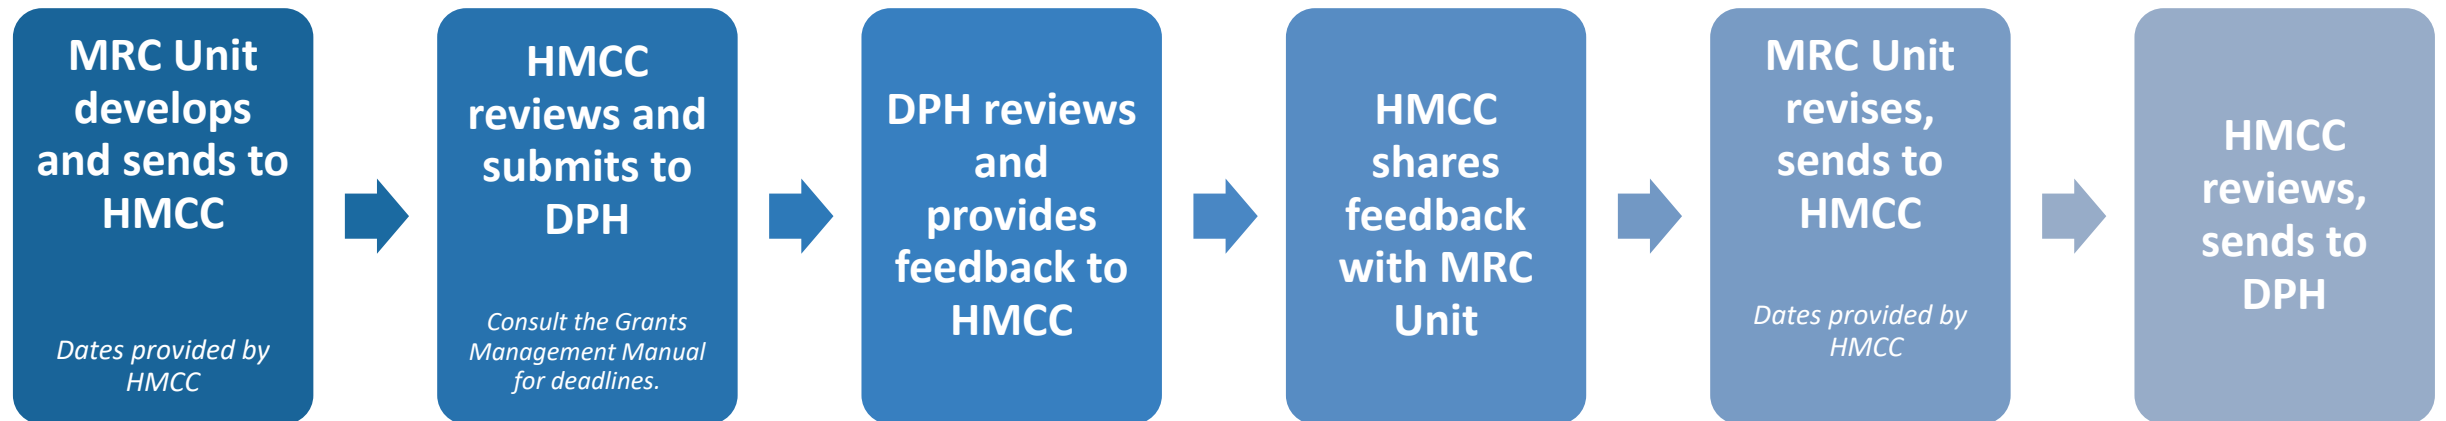 MRC Unit
develops
and sends to
HMCC
Dates provided by
HMCC
HMCC
reviews and
submits to
DPH
Consult the Grants
Management Manual
for deadlines.
DPH reviews
and
provides
feedback to
HMCC
HMCC
shares
feedback
with MRC
Unit
MRC Unit
revises,
sends to
HMCC
Dates provided by
HMCC
HMCC
reviews,
sends to
DPH